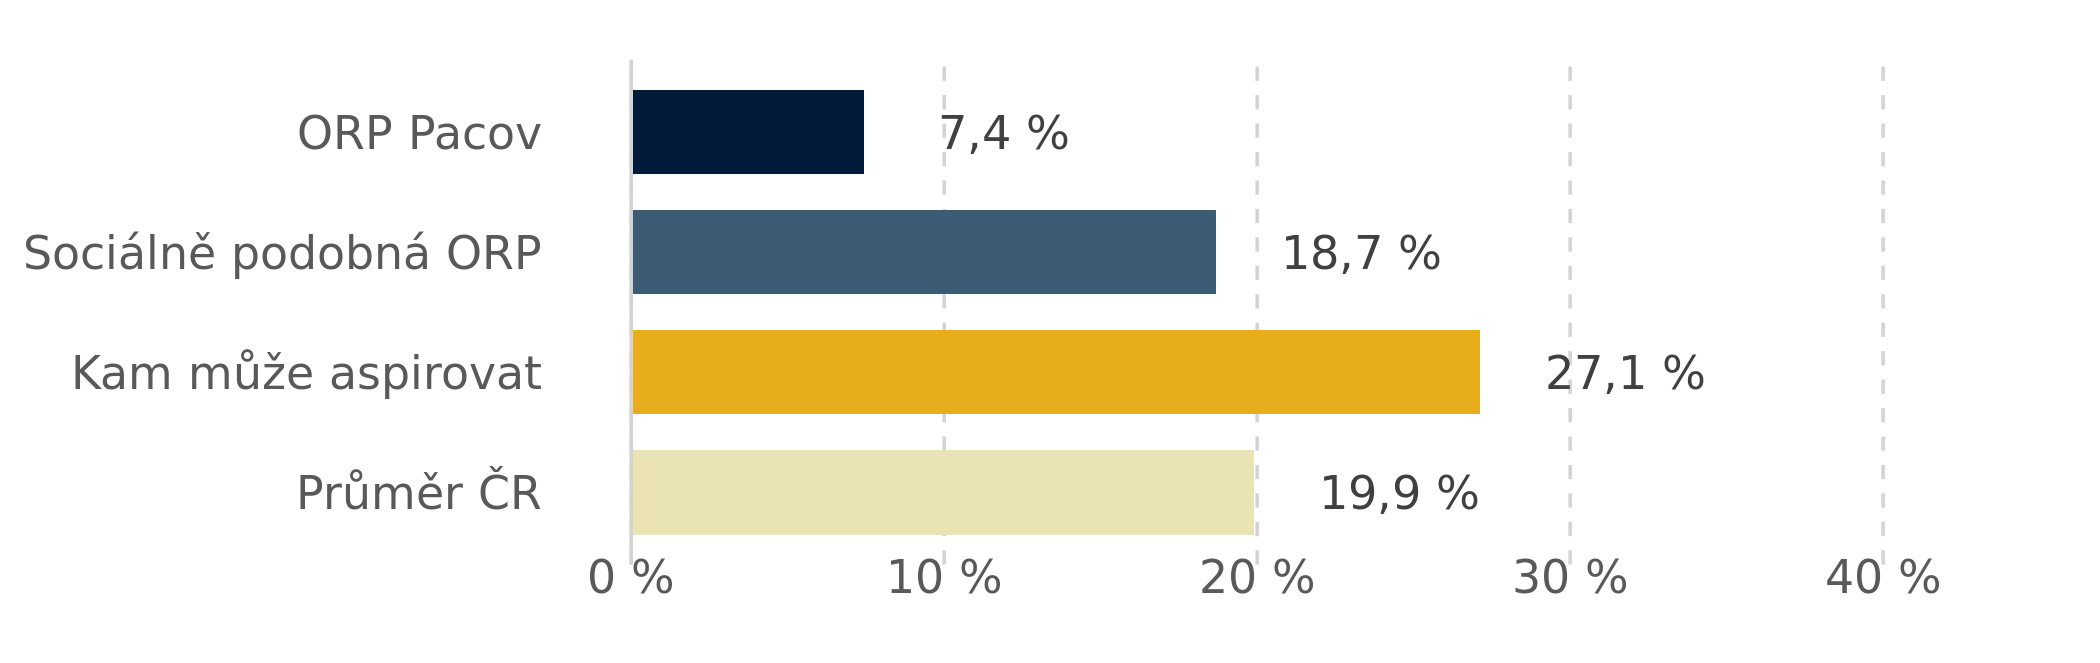 ORP Pacov 7,4 %
Sociálně podobná ORP 18,7 %
Kam může aspirovat 27,1 %
Průměr ČR 19,9 %
0 % 10 % 20 % 30 % 40 %